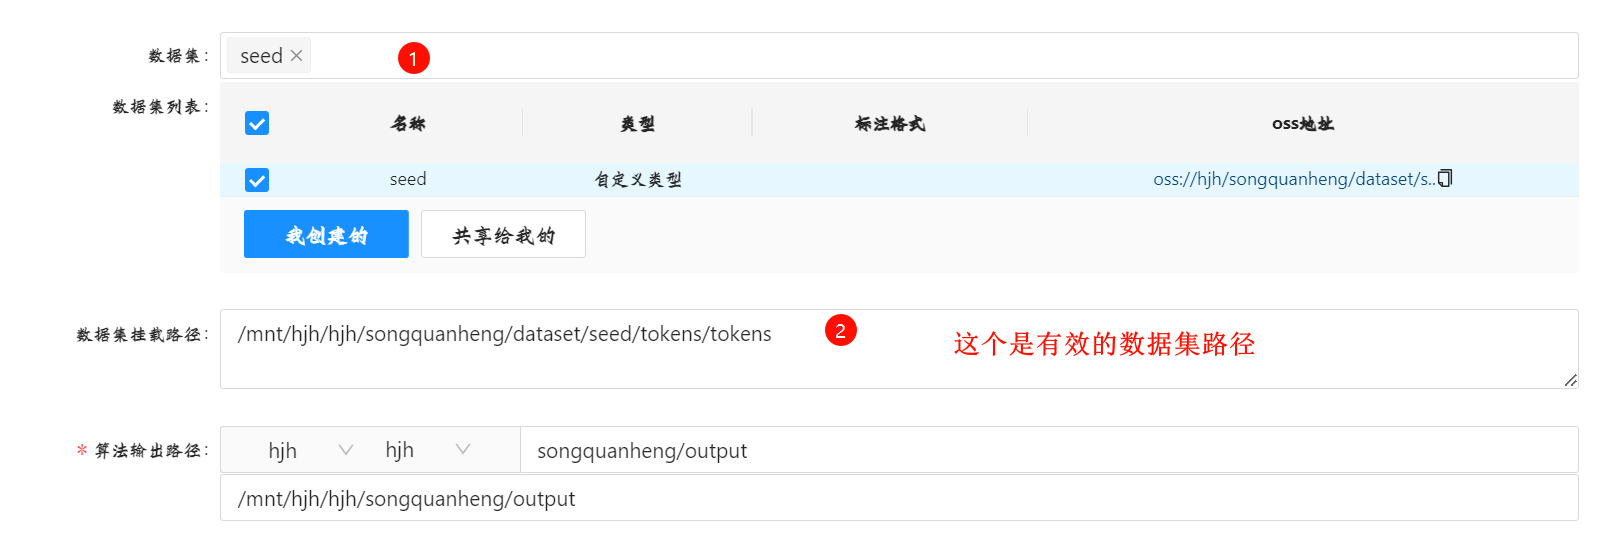 数据集： seed × 1
数据集列表： 名称 类型 标注格式 oss地址
seed 自定义类型 oss://hjh/songquanheng/dataset/s..
我创建的 共享给我的
数据集挂载路径： /mnt/hjh/hjh/songquanheng/dataset/seed/tokens/tokens 2 这个是有效的数据集路径
* 算法输出路径： hjh hjh songquanheng/output
/mnt/hjh/hjh/songquanheng/output